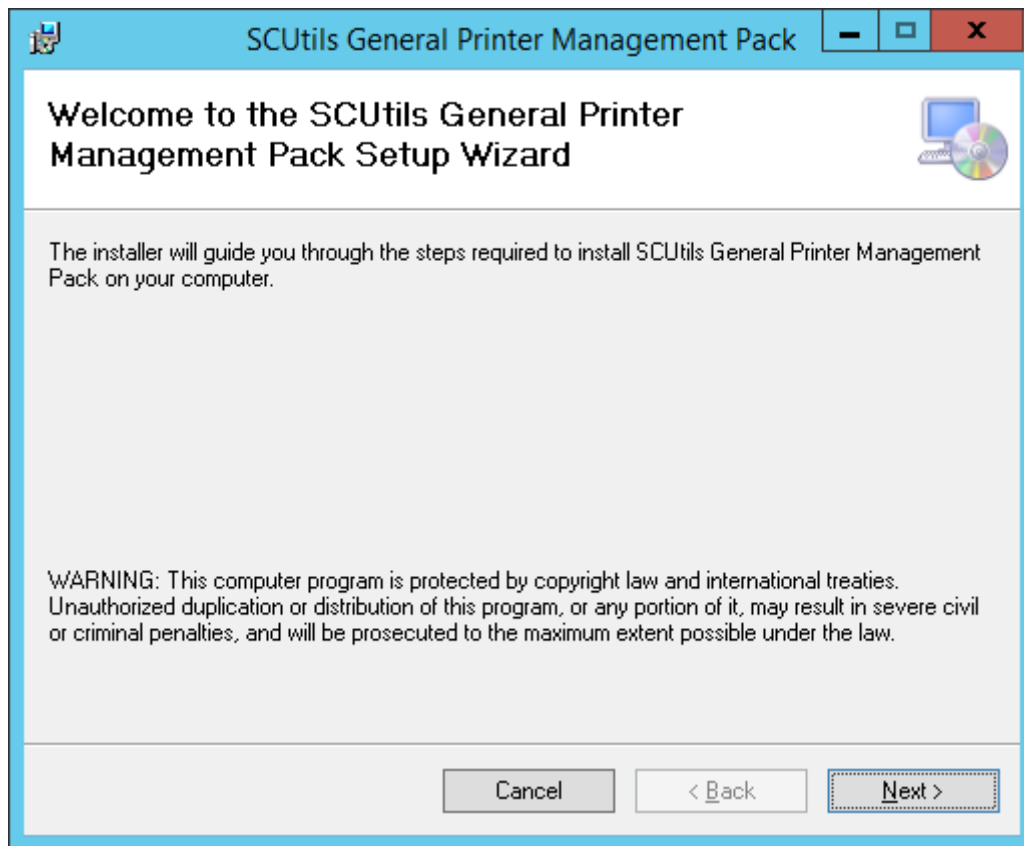 SCUtils General Printer Management Pack
Welcome to the SCUtils General Printer
Management Pack Setup Wizard
The installer will guide you through the steps required to install SCUtils General Printer Management
Pack on your computer.
WARNING: This computer program is protected by copyright law and international treaties.
Unauthorized duplication or distribution of this program, or any portion of it, may result in severe civil
or criminal penalties, and will be prosecuted to the maximum extent possible under the law.
Cancel < Back Next >